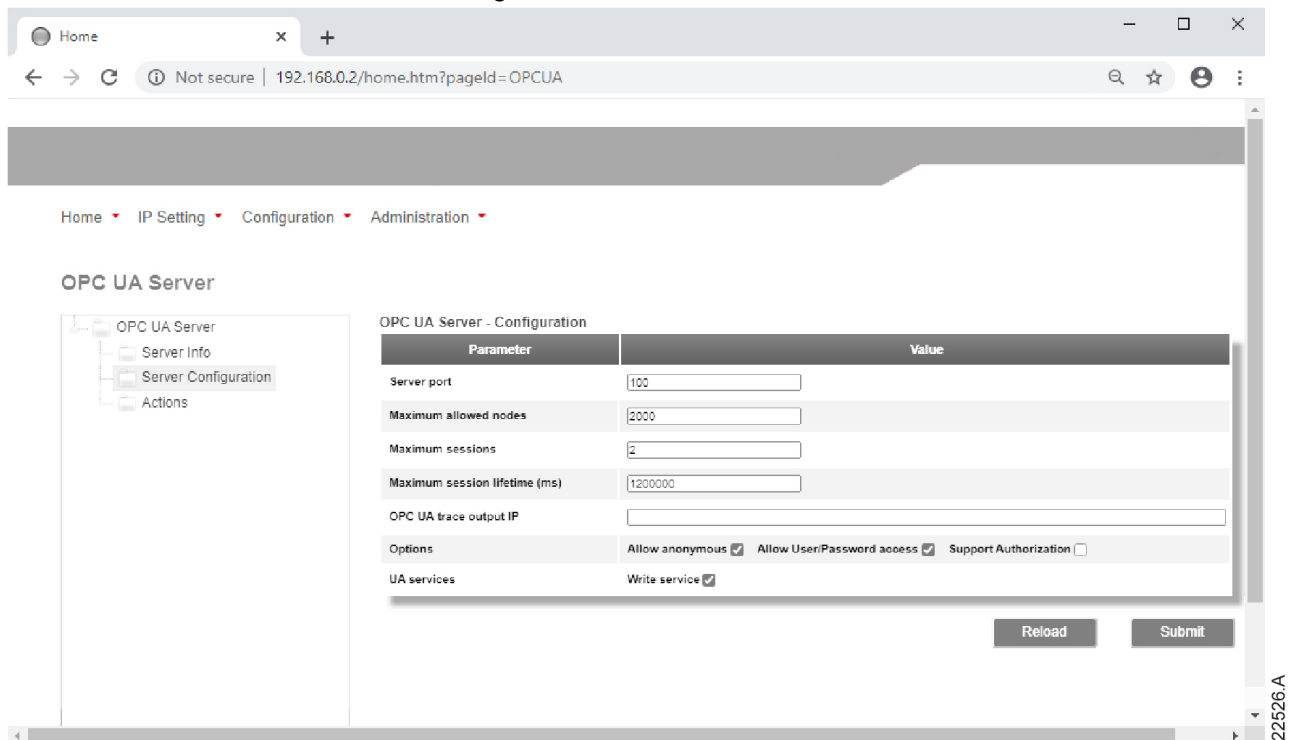 Home
Not secure | 192.168.0.2/home.htm?pageId=OPCUA
Home IP Setting Configuration Administration
OPC UA Server
OPC UA Server
Server Info
Server Configuration
Actions
OPC UA Server - Configuration
Parameter Value
Server port 100
Maximum allowed nodes 2000
Maximum sessions 2
Maximum session lifetime (ms) 1200000
OPC UA trace output IP
Options Allow anonymous Allow User/Password access Support Authorization
UA services Write service
Reload Submit
22526.A